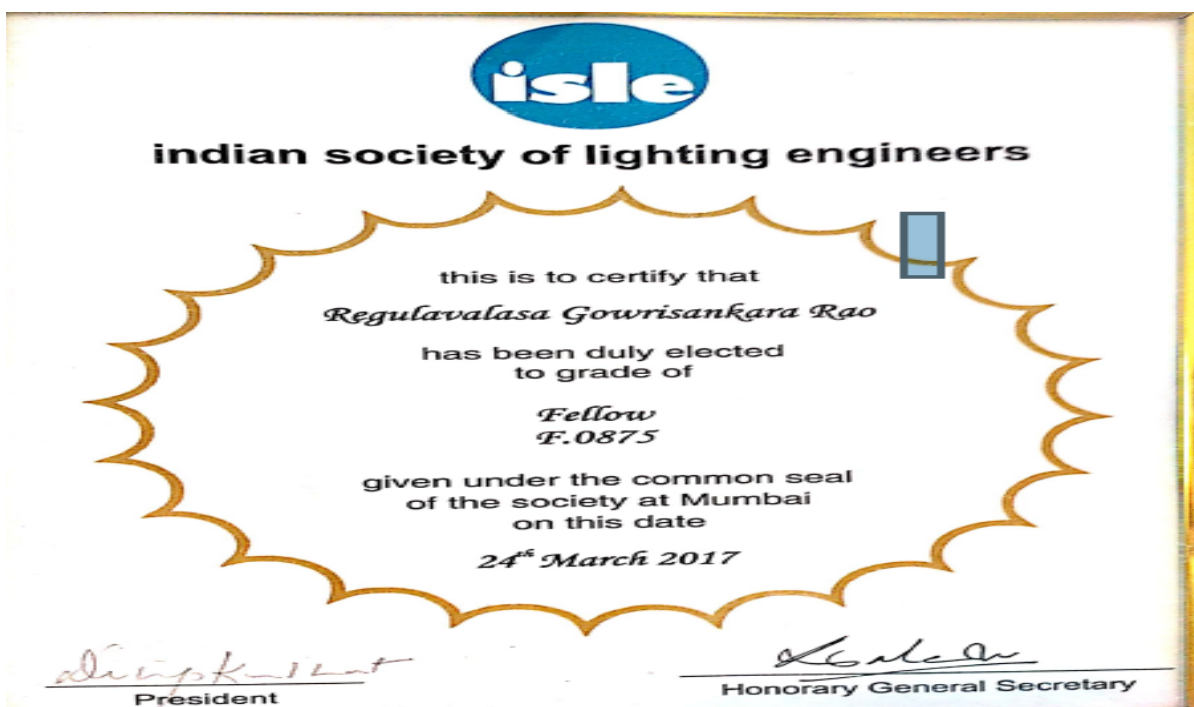 isle
indian society of lighting engineers
this is to certify that
Regulavalasa Gowrisankara Rao
has been duly elected
to grade of
Fellow
F.0875
given under the common seal
of the society at Mumbai
on this date
24th March 2017
President
Honorary General Secretary